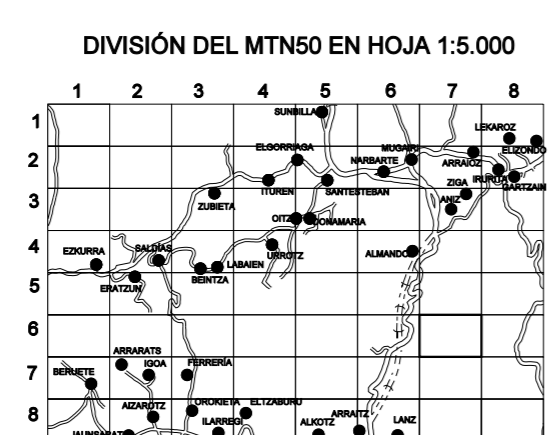 DIVISIÓN DEL MTN50 EN HOJA 1:5.000
1 2 3 4 5 6 7 8
1
SUNBILLA
LEKAROZ
ELGORRIAGA
MUGAIRI
ELIZONDO
2
NARBARTE
ARRAIOZ
IRURITA
ZIGA
GARTZAIN
ITUREN
SANTESTEBAN
3
ZUBIETA
ANIZ
OITZ
DONAMARIA
4
EZKURRA
SALDIAS
URROTZ
ALMANDOZ
LABAIEN
BEINTZA
5
ERATZUN
6
ARRARATS
7
BERUETE
IGOA
FERRERÍA
8
AIZAROTZ
OROKIETA
ELTZABURU
ILARREGI
ALKOTZ
ARRAITZ
LANZ
JAUNSARATS